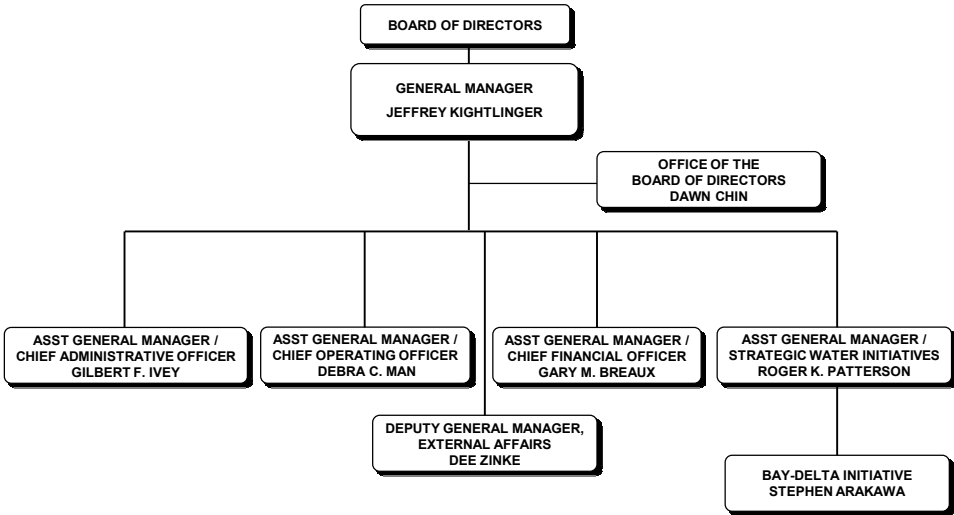 BOARD OF DIRECTORS
GENERAL MANAGER
JEFFREY KIGHTLINGER
OFFICE OF THE
BOARD OF DIRECTORS
DAWN CHIN
ASST GENERAL MANAGER /
CHIEF ADMINISTRATIVE OFFICER
GILBERT F. IVEY
ASST GENERAL MANAGER /
CHIEF OPERATING OFFICER
DEBRA C. MAN
ASST GENERAL MANAGER /
CHIEF FINANCIAL OFFICER
GARY M. BREAUX
ASST GENERAL MANAGER /
STRATEGIC WATER INITIATIVES
ROGER K. PATTERSON
DEPUTY GENERAL MANAGER,
EXTERNAL AFFAIRS
DEE ZINKE
BAY-DELTA INITIATIVE
STEPHEN ARAKAWA